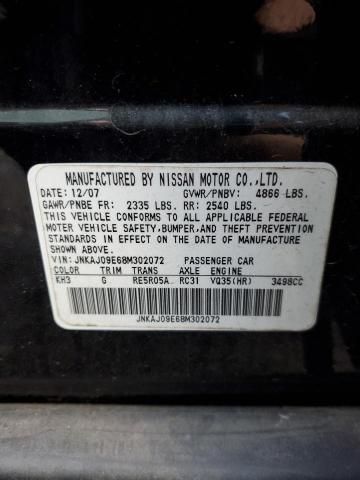 MANUFACTURED BY NISSAN MOTOR CO.,LTD.
DATE: 12/07 GVWR/PNBV: 4866 LBS.
GAWR/PNBE FR: 2335 LBS. RR: 2540 LBS.
THIS VEHICLE CONFORMS TO ALL APPLICABLE FEDERAL
MOTOR VEHICLE SAFETY,BUMPER, AND THEFT PREVENTION
STANDARDS IN EFFECT ON THE DATE OF MANUFACTURE
SHOWN ABOVE.
VIN: JNKAJ09E68M302072 PASSENGER CAR
COLOR TRIM TRANS AXLE ENGINE
KH3 G RE5R05A RC31 VQ35(HR) 3498CC
JNKAJ09E68M302072